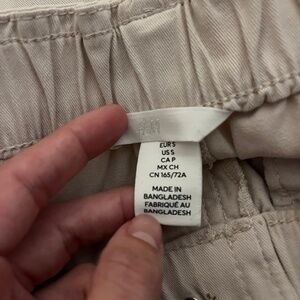 H&M
EUR S
US S
CA P
MX CH
CN 165/72A
MADE IN
BANGLADESH
FABRIQUÉ AU
BANGLADESH